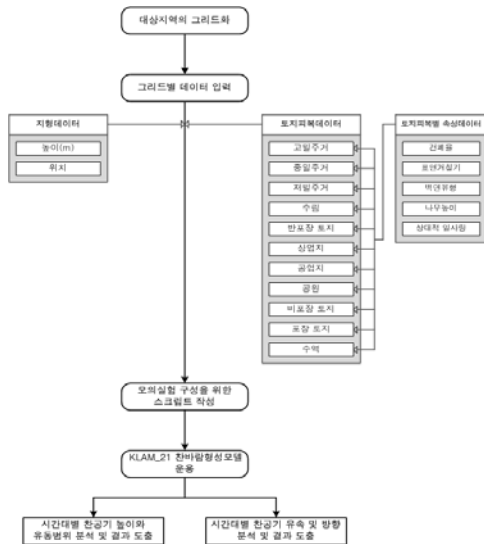 대상지역의 그리드화
그리드별 데이터 입력
지형데이터
높이(m)
위치
토지피복데이터
고밀주거
중밀주거
저밀주거
수림
반포장 토지
상업지
공업지
공원
비포장 토지
포장 토지
수역
토지피복별 속성데이터
건폐율
표면거칠기
벽면유형
나무높이
상대적 일사량
모의실험 구성을 위한
스크립트 작성
KLAM_21 찬바람형성모델
운용
시간대별 찬공기 높이와
유동범위 분석 및 결과 도출
시간대별 찬공기 유속 및 방향
분석 및 결과 도출